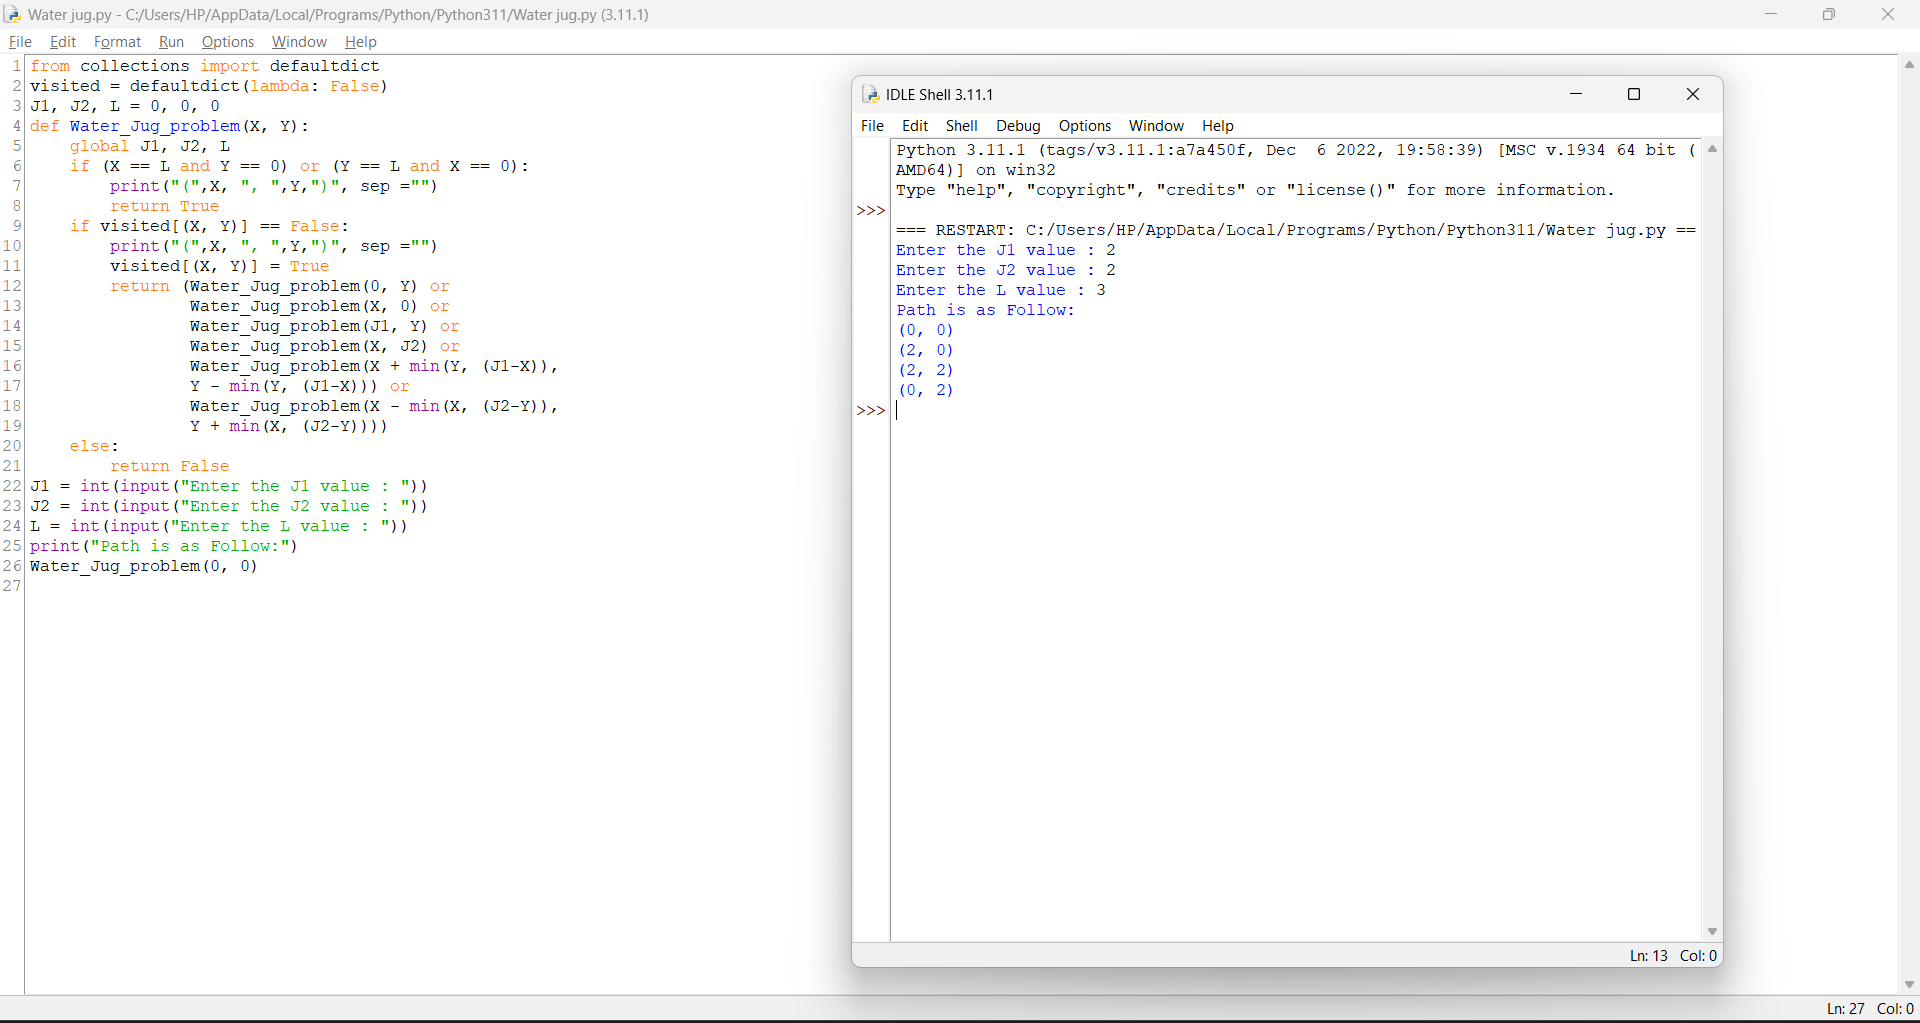 Water jug.py - C:/Users/HP/AppData/Local/Programs/Python/Python311/Water jug.py (3.11.1)
File Edit Format Run Options Window Help
1 from collections import defaultdict
2 visited = defaultdict(lambda: False)
3 J1, J2, L = 0, 0, 0
4 def Water_Jug_problem(X, Y):
5     global J1, J2, L
6     if (X == L and Y == 0) or (Y == L and X == 0):
7         print("(",X, ", ",Y,")", sep ="")
8         return True
9     if visited[(X, Y)] == False:
10         print("(",X, ", ",Y,")", sep ="")
11         visited[(X, Y)] = True
12         return (Water_Jug_problem(0, Y) or
13                 Water_Jug_problem(X, 0) or
14                 Water_Jug_problem(J1, Y) or
15                 Water_Jug_problem(X, J2) or
16                 Water_Jug_problem(X + min(Y, (J1-X)),
17                 Y - min(Y, (J1-X))) or
18                 Water_Jug_problem(X - min(X, (J2-Y)),
19                 Y + min(X, (J2-Y))))
20     else:
21         return False
22 J1 = int(input("Enter the J1 value : "))
23 J2 = int(input("Enter the J2 value : "))
24 L = int(input("Enter the L value : "))
25 print("Path is as Follow:")
26 Water_Jug_problem(0, 0)
27
IDLE Shell 3.11.1
File Edit Shell Debug Options Window Help
Python 3.11.1 (tags/v3.11.1:a7a450f, Dec  6 2022, 19:58:39) [MSC v.1934 64 bit (
AMD64)] on win32
Type "help", "copyright", "credits" or "license()" for more information.
>>>
=== RESTART: C:/Users/HP/AppData/Local/Programs/Python/Python311/Water jug.py ==
Enter the J1 value : 2
Enter the J2 value : 2
Enter the L value : 3
Path is as Follow:
(0, 0)
(2, 0)
(2, 2)
(0, 2)
>>>
Ln: 13 Col: 0
Ln: 27 Col: 0